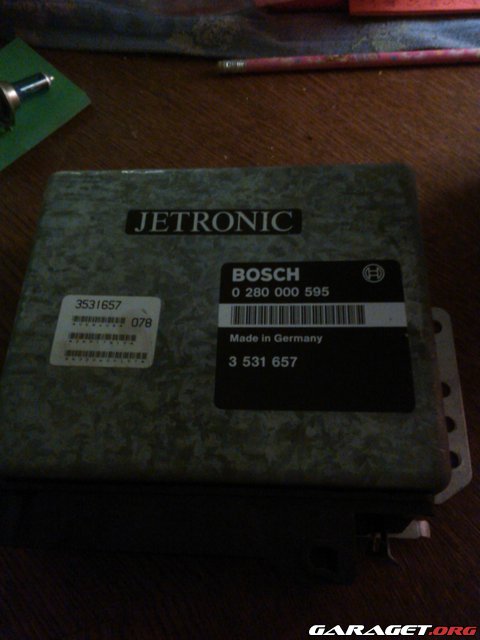 JETRONIC
BOSCH
0 280 000 595
Made in Germany
3 531 657
3531657
078
GARAGET.ORG